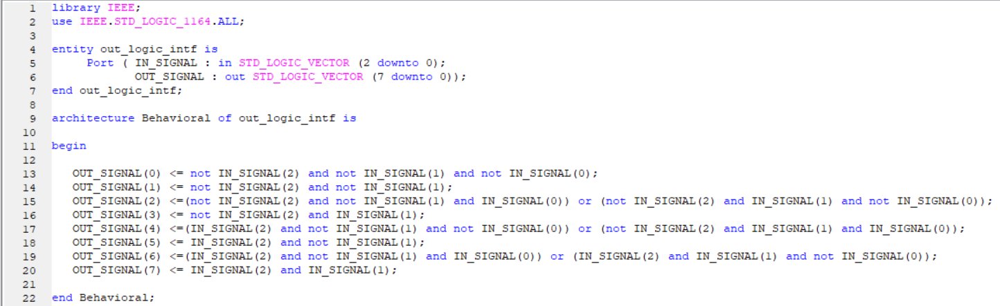 1 library IEEE;
2 use IEEE.STD_LOGIC_1164.ALL;
3
4 entity out_logic_intf is
5 Port ( IN_SIGNAL : in STD_LOGIC_VECTOR (2 downto 0);
6 OUT_SIGNAL : out STD_LOGIC_VECTOR (7 downto 0));
7 end out_logic_intf;
8
9 architecture Behavioral of out_logic_intf is
10
11 begin
12
13 OUT_SIGNAL(0) <= not IN_SIGNAL(2) and not IN_SIGNAL(1) and not IN_SIGNAL(0);
14 OUT_SIGNAL(1) <= not IN_SIGNAL(2) and not IN_SIGNAL(1);
15 OUT_SIGNAL(2) <=(not IN_SIGNAL(2) and not IN_SIGNAL(1) and IN_SIGNAL(0)) or (not IN_SIGNAL(2) and IN_SIGNAL(1) and not IN_SIGNAL(0));
16 OUT_SIGNAL(3) <= not IN_SIGNAL(2) and IN_SIGNAL(1);
17 OUT_SIGNAL(4) <=(IN_SIGNAL(2) and not IN_SIGNAL(1) and not IN_SIGNAL(0)) or (not IN_SIGNAL(2) and IN_SIGNAL(1) and IN_SIGNAL(0));
18 OUT_SIGNAL(5) <= IN_SIGNAL(2) and not IN_SIGNAL(1);
19 OUT_SIGNAL(6) <=(IN_SIGNAL(2) and not IN_SIGNAL(1) and IN_SIGNAL(0)) or (IN_SIGNAL(2) and IN_SIGNAL(1) and not IN_SIGNAL(0));
20 OUT_SIGNAL(7) <= IN_SIGNAL(2) and IN_SIGNAL(1);
21
22 end Behavioral;